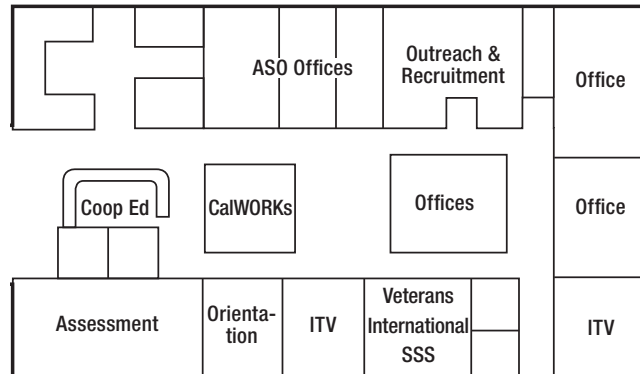 ASO Offices
Outreach &
Recruitment
Office
Coop Ed
CalWORKs
Offices
Office
Assessment
Orienta-
tion
ITV
Veterans
International
SSS
ITV